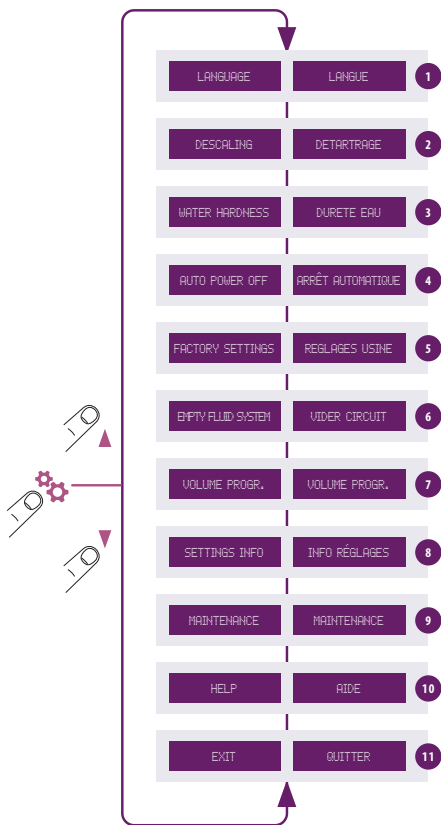 LANGUAGE LANGUE 1
DESCALING DETARTRAGE 2
WATER HARDNESS DURETE EAU 3
AUTO POWER OFF ARRÊT AUTOMATIQUE 4
FACTORY SETTINGS REGLAGES USINE 5
EMPTY FLUID SYSTEM VIDER CIRCUIT 6
VOLUME PROGR. VOLUME PROGR. 7
SETTINGS INFO INFO RÉGLAGES 8
MAINTENANCE MAINTENANCE 9
HELP AIDE 10
EXIT QUITTER 11